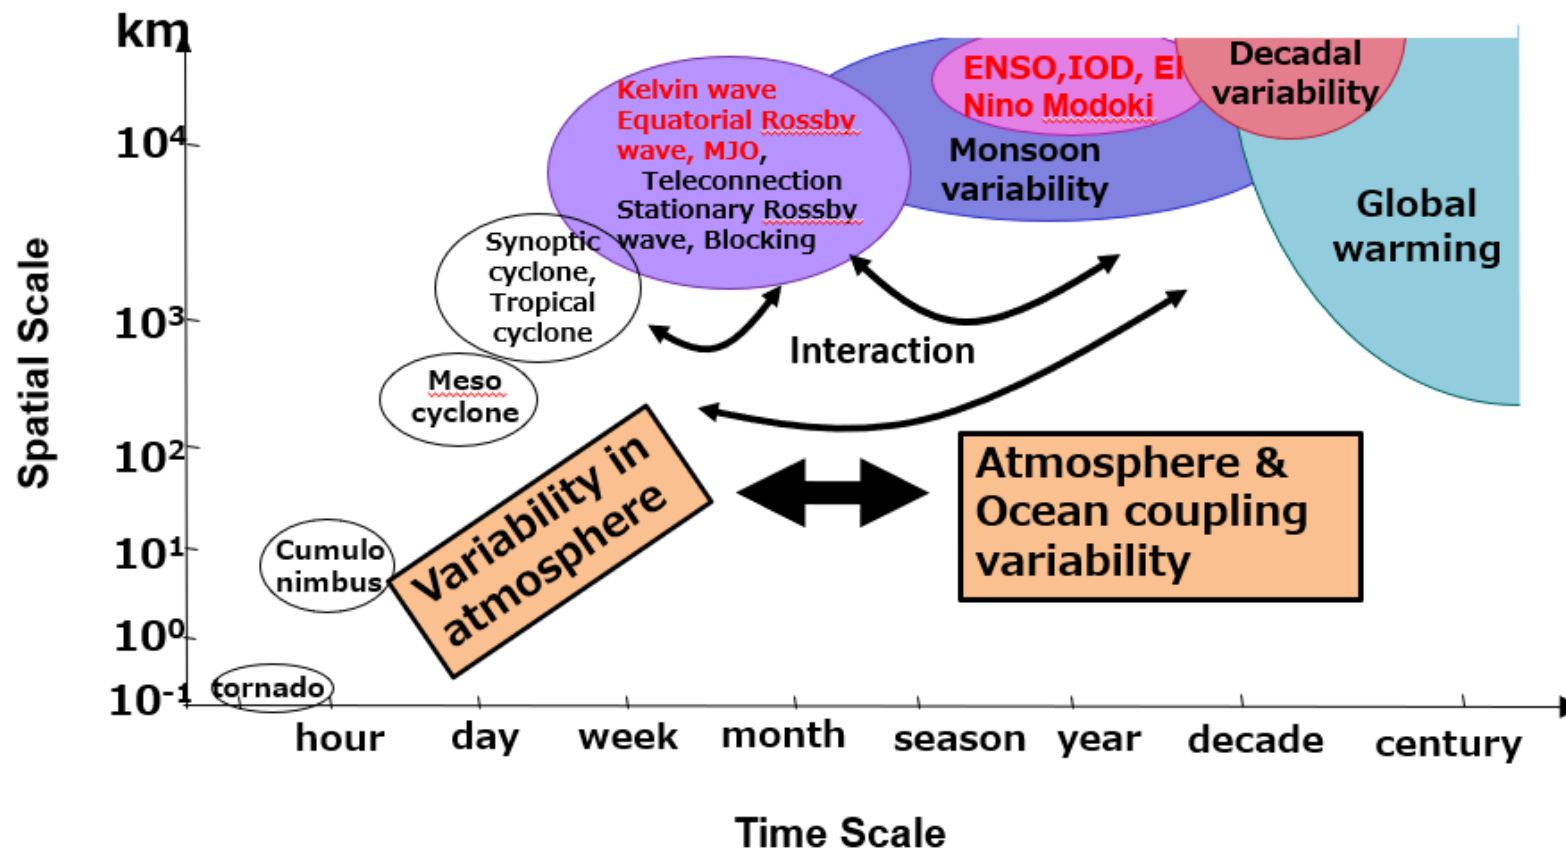 km
10⁴
10³
10²
10¹
10⁰
10⁻¹
Spatial Scale
Kelvin wave
Equatorial Rossby
wave, MJO,
Teleconnection
Stationary Rossby
wave, Blocking
ENSO,IOD, El
Nino Modoki
Decadal
variability
Monsoon
variability
Global
warming
Synoptic
cyclone,
Tropical
cyclone
Meso
cyclone
Interaction
Variability in
atmosphere
Atmosphere &
Ocean coupling
variability
Cumulo
nimbus
tornado
hour day week month season year decade century
Time Scale